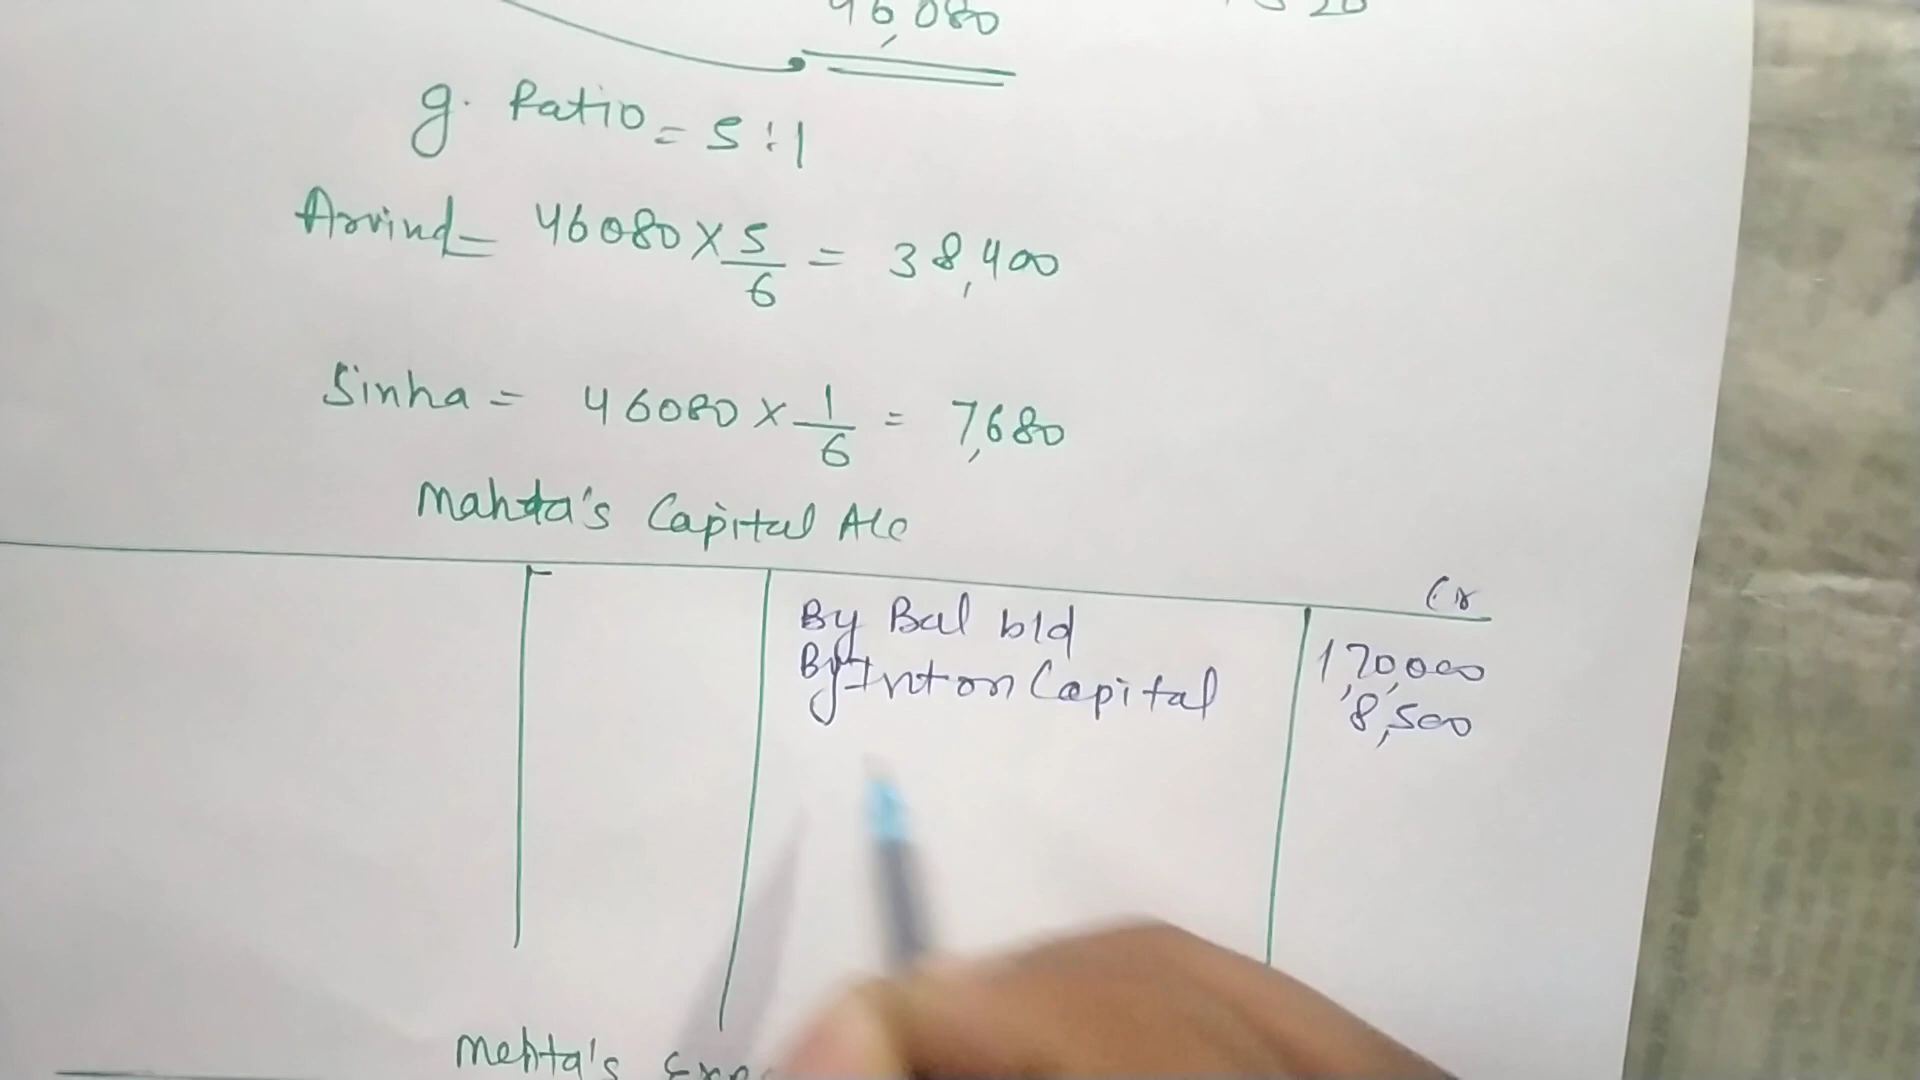 46,080
g. Ratio = 5:1
Arvind = 46080 × 5/6 = 38,400
Sinha = 46080 × 1/6 = 7,680
Mahta's Capital A/c
Cr
By Bal b/d 1,70,000
By Int on Capital 8,500
Mehta's